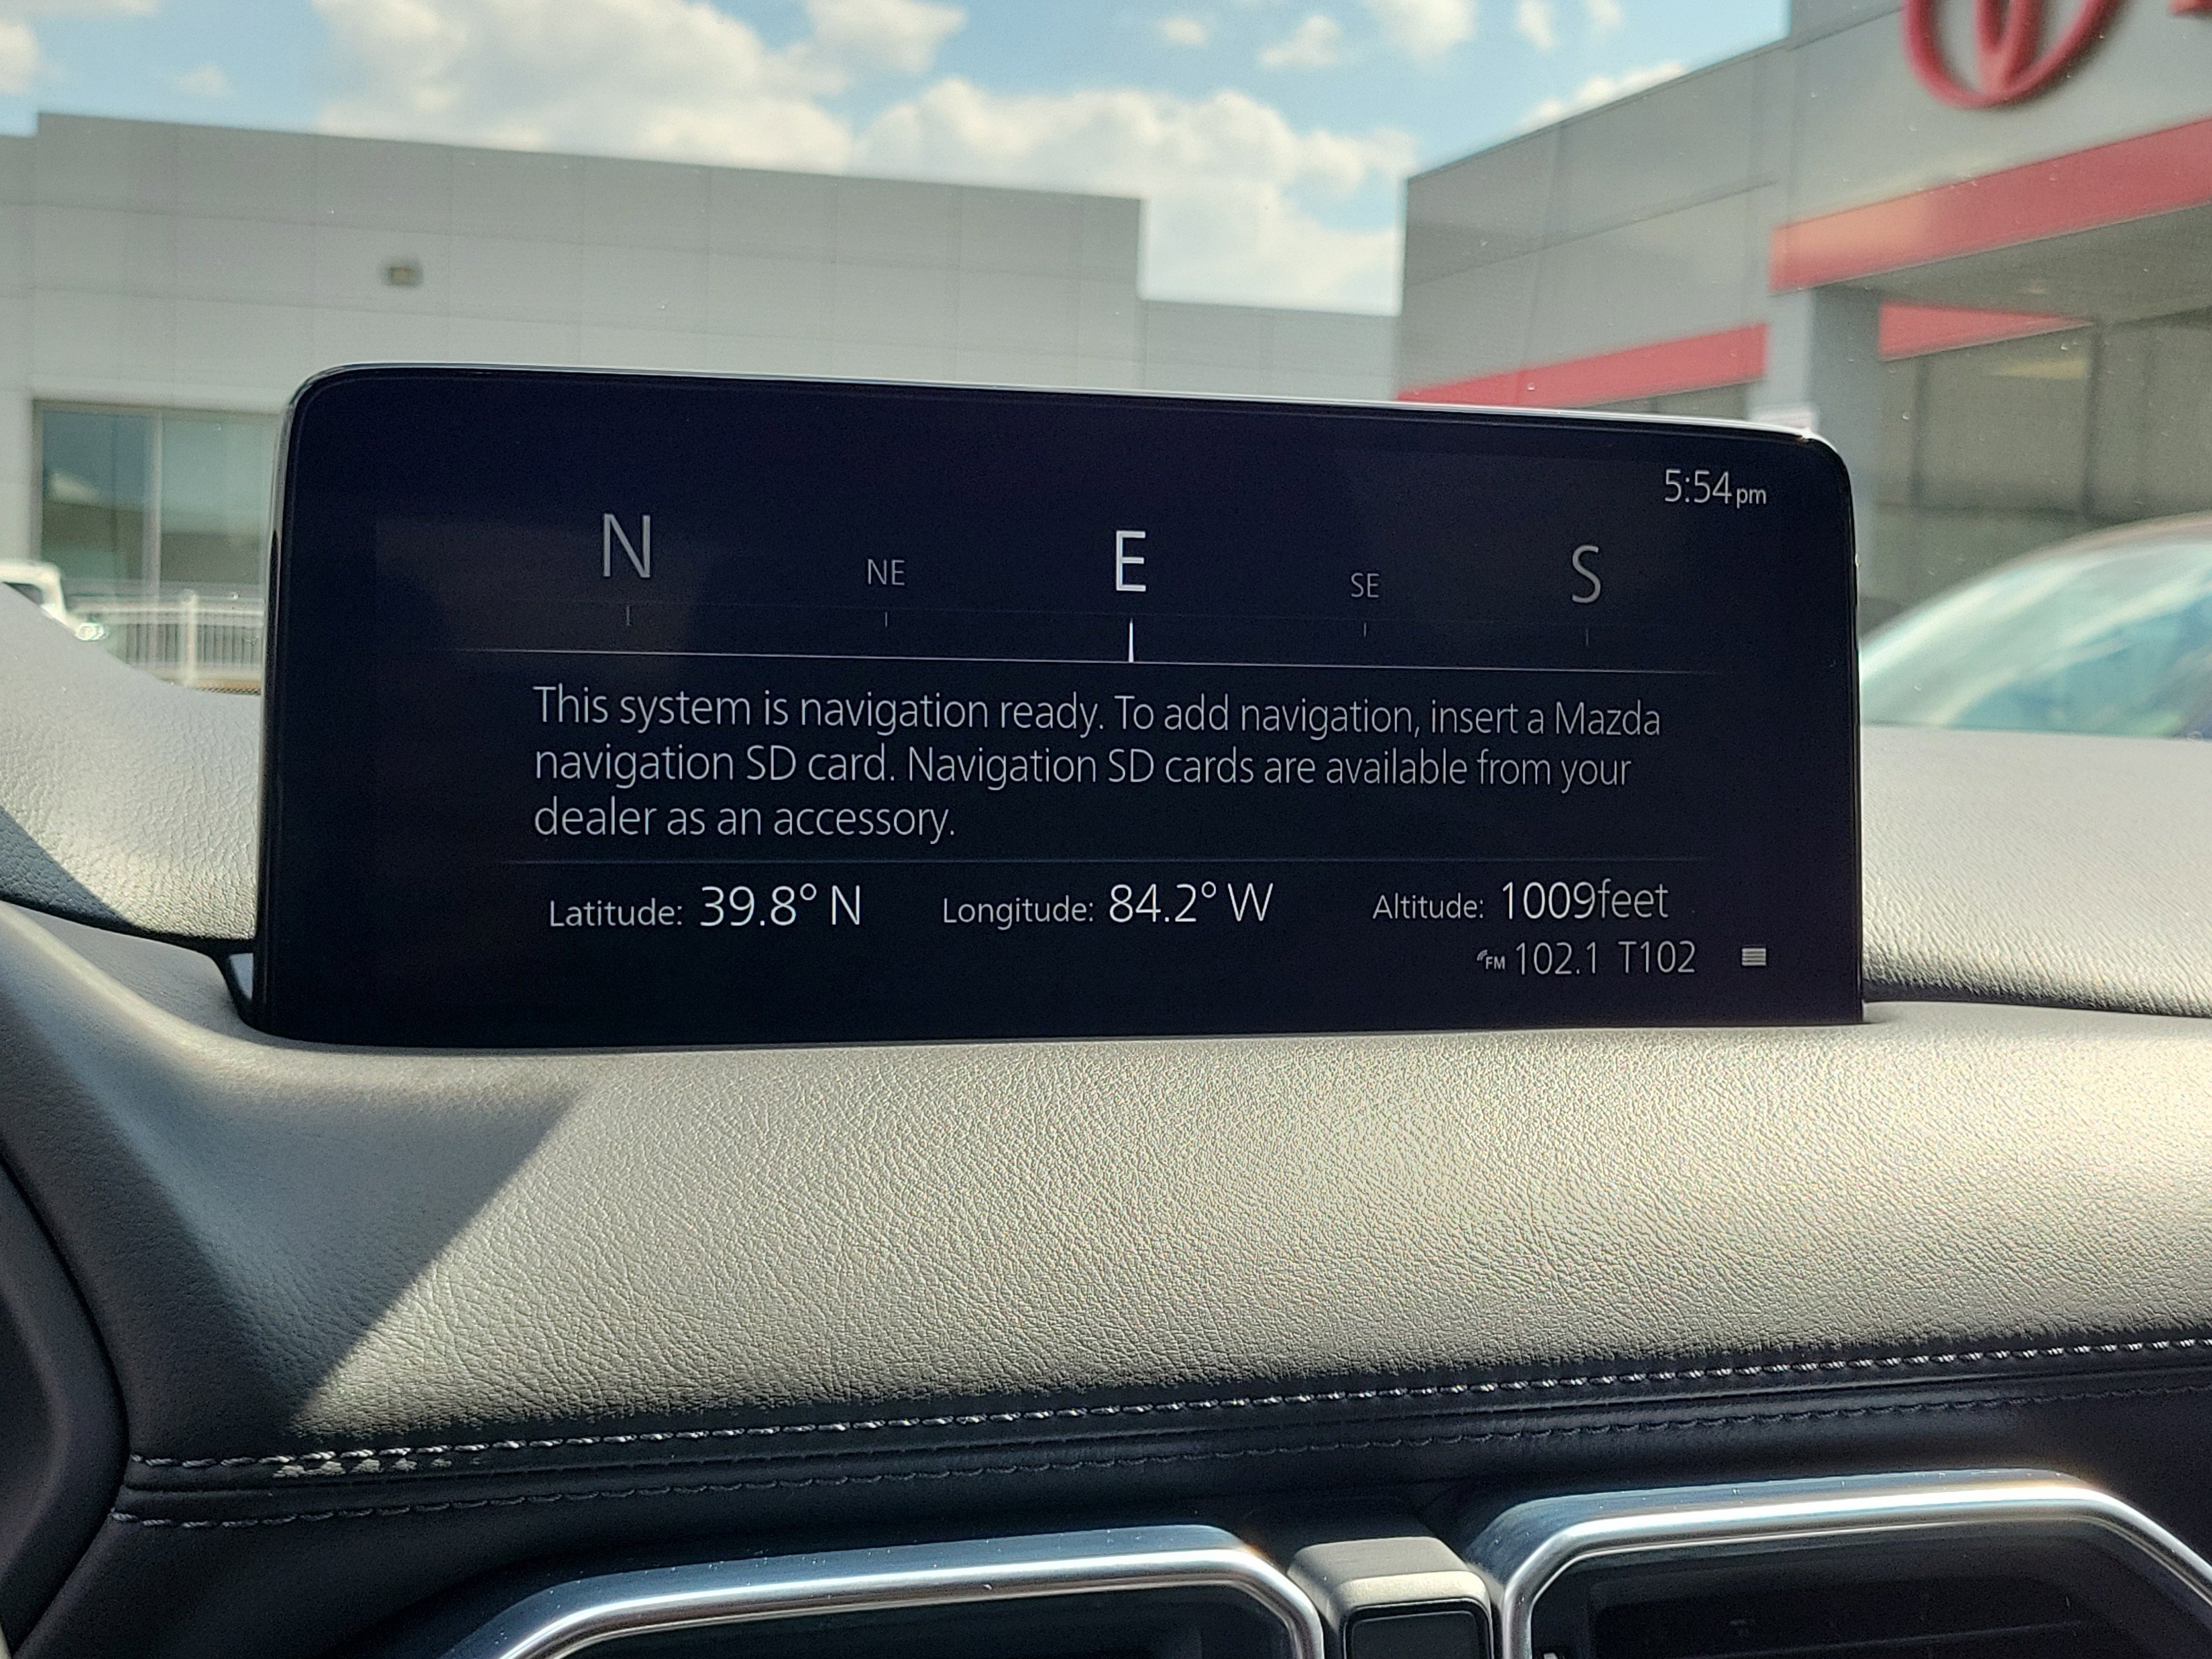 5:54pm
N NE E SE S
This system is navigation ready. To add navigation, insert a Mazda
navigation SD card. Navigation SD cards are available from your
dealer as an accessory.
Latitude: 39.8° N Longitude: 84.2° W Altitude: 1009feet
FM 102.1 T102